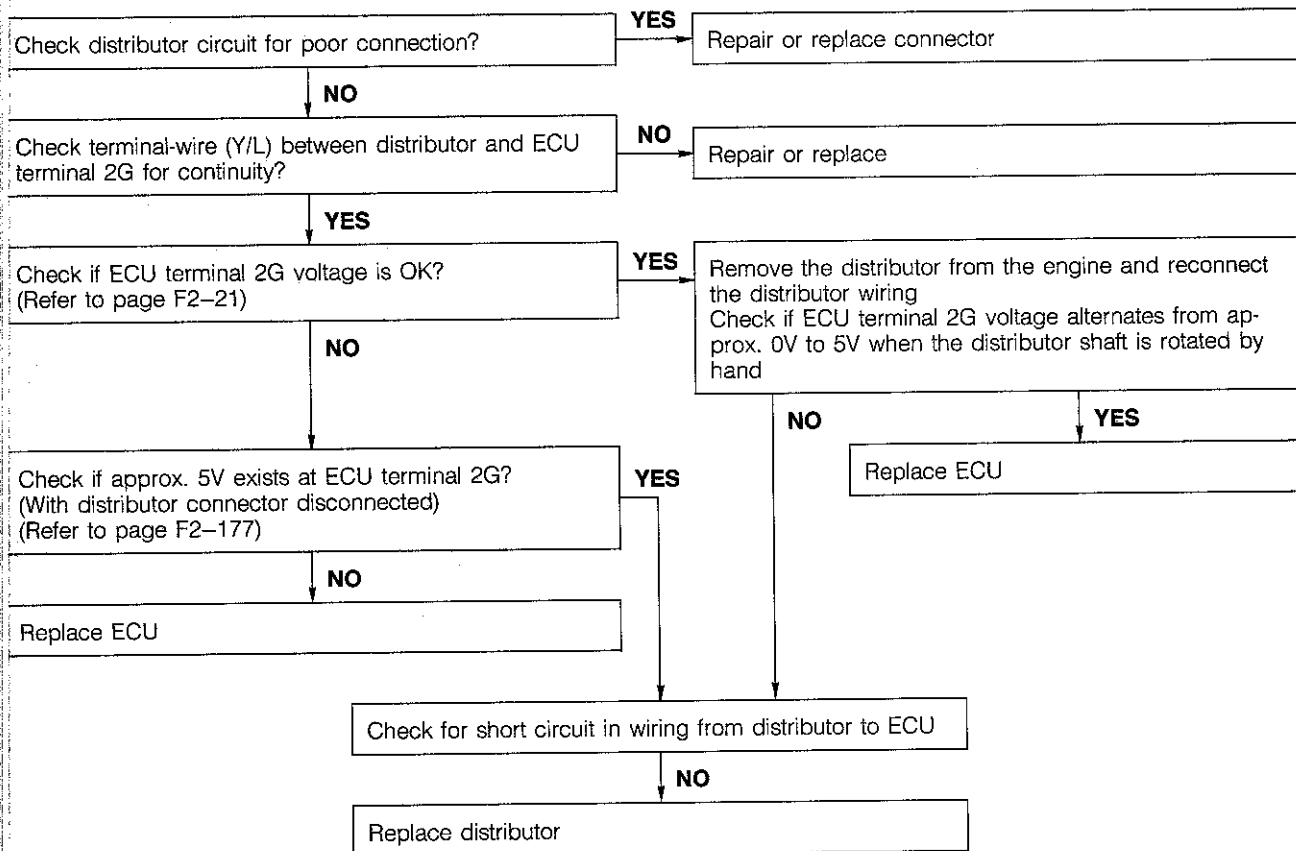 Check distributor circuit for poor connection?
YES
Repair or replace connector
NO
Check terminal-wire (Y/L) between distributor and ECU
terminal 2G for continuity?
NO
Repair or replace
YES
Check if ECU terminal 2G voltage is OK?
(Refer to page F2–21)
YES
Remove the distributor from the engine and reconnect
the distributor wiring
Check if ECU terminal 2G voltage alternates from ap-
prox. 0V to 5V when the distributor shaft is rotated by
hand
NO
NO
YES
Replace ECU
Check if approx. 5V exists at ECU terminal 2G?
(With distributor connector disconnected)
(Refer to page F2–177)
YES
NO
Replace ECU
Check for short circuit in wiring from distributor to ECU
NO
Replace distributor